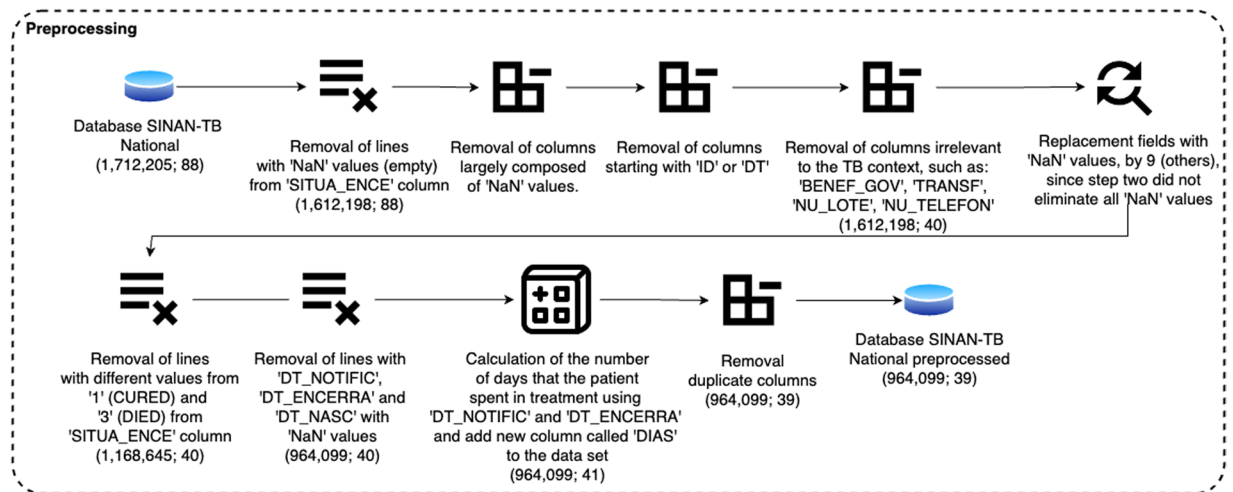 Preprocessing
Database SINAN-TB
National
(1,712,205; 88)
Removal of lines
with 'NaN' values (empty)
from 'SITUA_ENCE' column
(1,612,198; 88)
Removal of columns
largely composed
of 'NaN' values.
Removal of columns
starting with 'ID' or 'DT'
Removal of columns irrelevant
to the TB context, such as:
'BENEF_GOV', 'TRANSF',
'NU_LOTE', 'NU_TELEFON'
(1,612,198; 40)
Replacement fields with
'NaN' values, by 9 (others),
since step two did not
eliminate all 'NaN' values
Removal of lines
with different values from
'1' (CURED) and
'3' (DIED) from
'SITUA_ENCE' column
(1,168,645; 40)
Removal of lines with
'DT_NOTIFIC',
'DT_ENCERRA' and
'DT_NASC' with
'NaN' values
(964,099; 40)
Calculation of the number
of days that the patient
spent in treatment using
'DT_NOTIFIC' and 'DT_ENCERRA'
and add new column called 'DIAS'
to the data set
(964,099; 41)
Removal
duplicate columns
(964,099; 39)
Database SINAN-TB
National preprocessed
(964,099; 39)